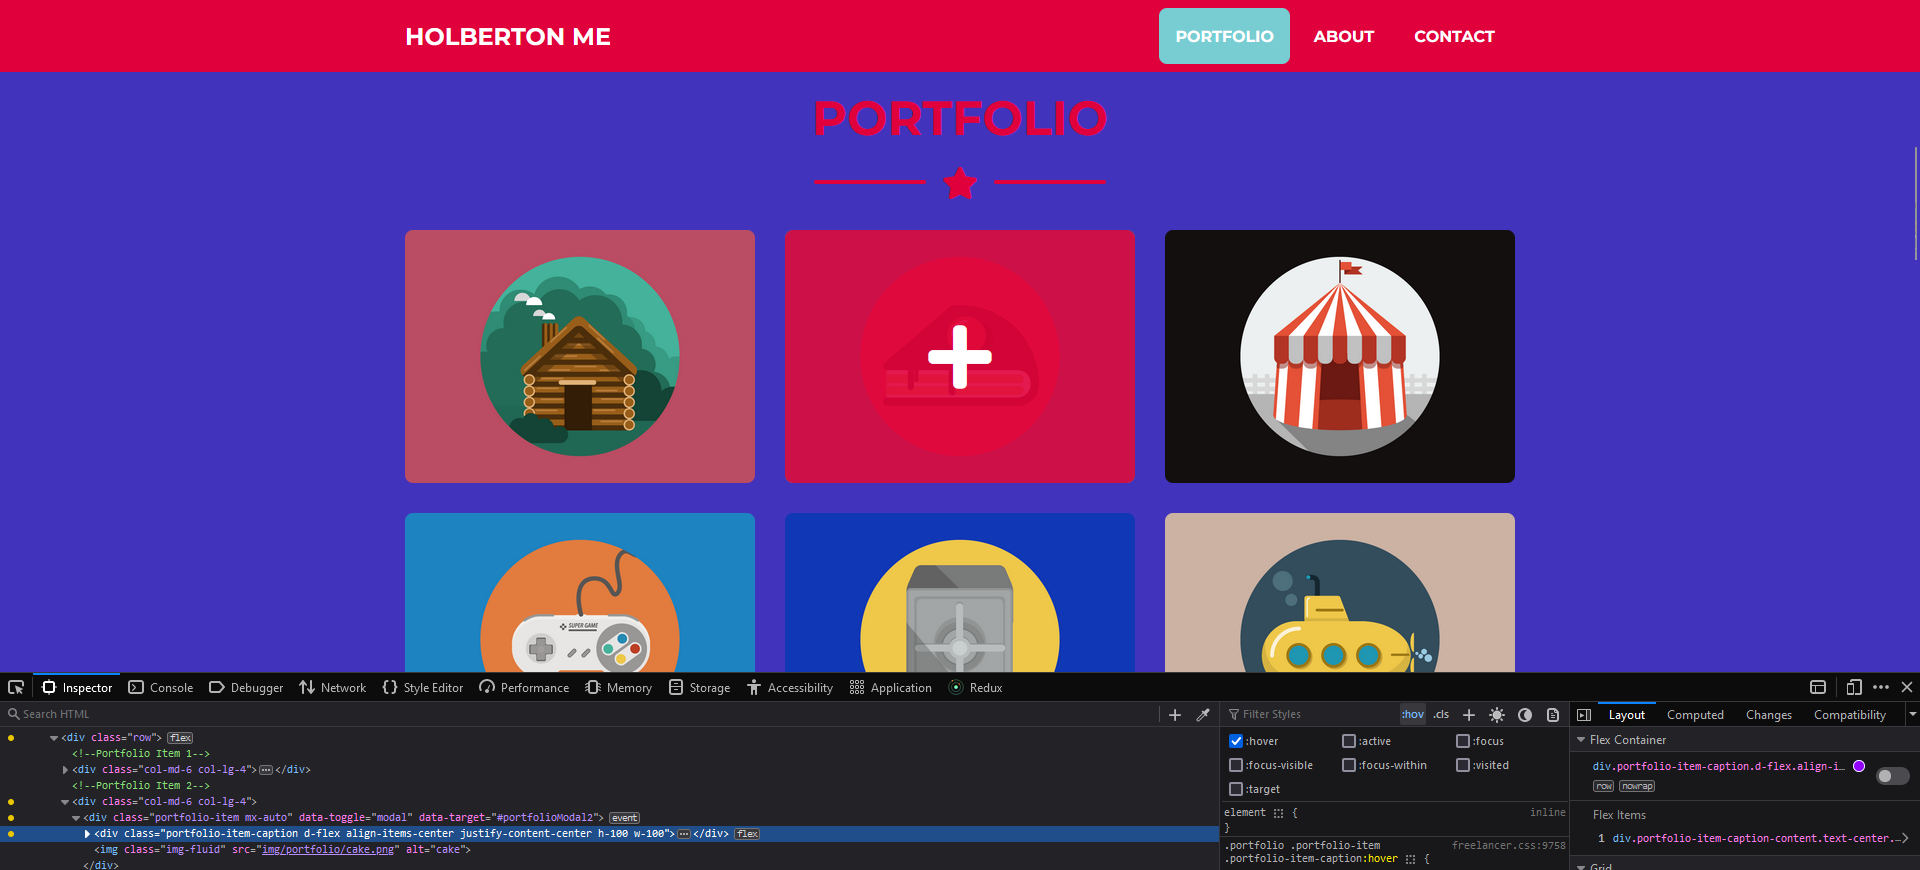 HOLBERTON ME
PORTFOLIO ABOUT CONTACT
PORTFOLIO
SUPER GAME
Inspector Console Debugger Network Style Editor Performance Memory Storage Accessibility Application Redux
Search HTML
<div class="row"> flex
<!--Portfolio Item 1-->
<div class="col-md-6 col-lg-4"> ••• </div>
<!--Portfolio Item 2-->
<div class="col-md-6 col-lg-4">
<div class="portfolio-item mx-auto" data-toggle="modal" data-target="#portfolioModal2"> event
<div class="portfolio-item-caption d-flex align-items-center justify-content-center h-100 w-100"> ••• </div> flex
<img class="img-fluid" src="img/portfolio/cake.png" alt="cake">
</div>
Filter Styles :hov .cls
:hover :active :focus
:focus-visible :focus-within :visited
:target
element { inline
}
.portfolio .portfolio-item freelancer.css:9758
.portfolio-item-caption:hover {
Layout Computed Changes Compatibility
Flex Container
div.portfolio-item-caption.d-flex.align-i…
row nowrap
Flex Items
1 div.portfolio-item-caption-content.text-center.…
Grid